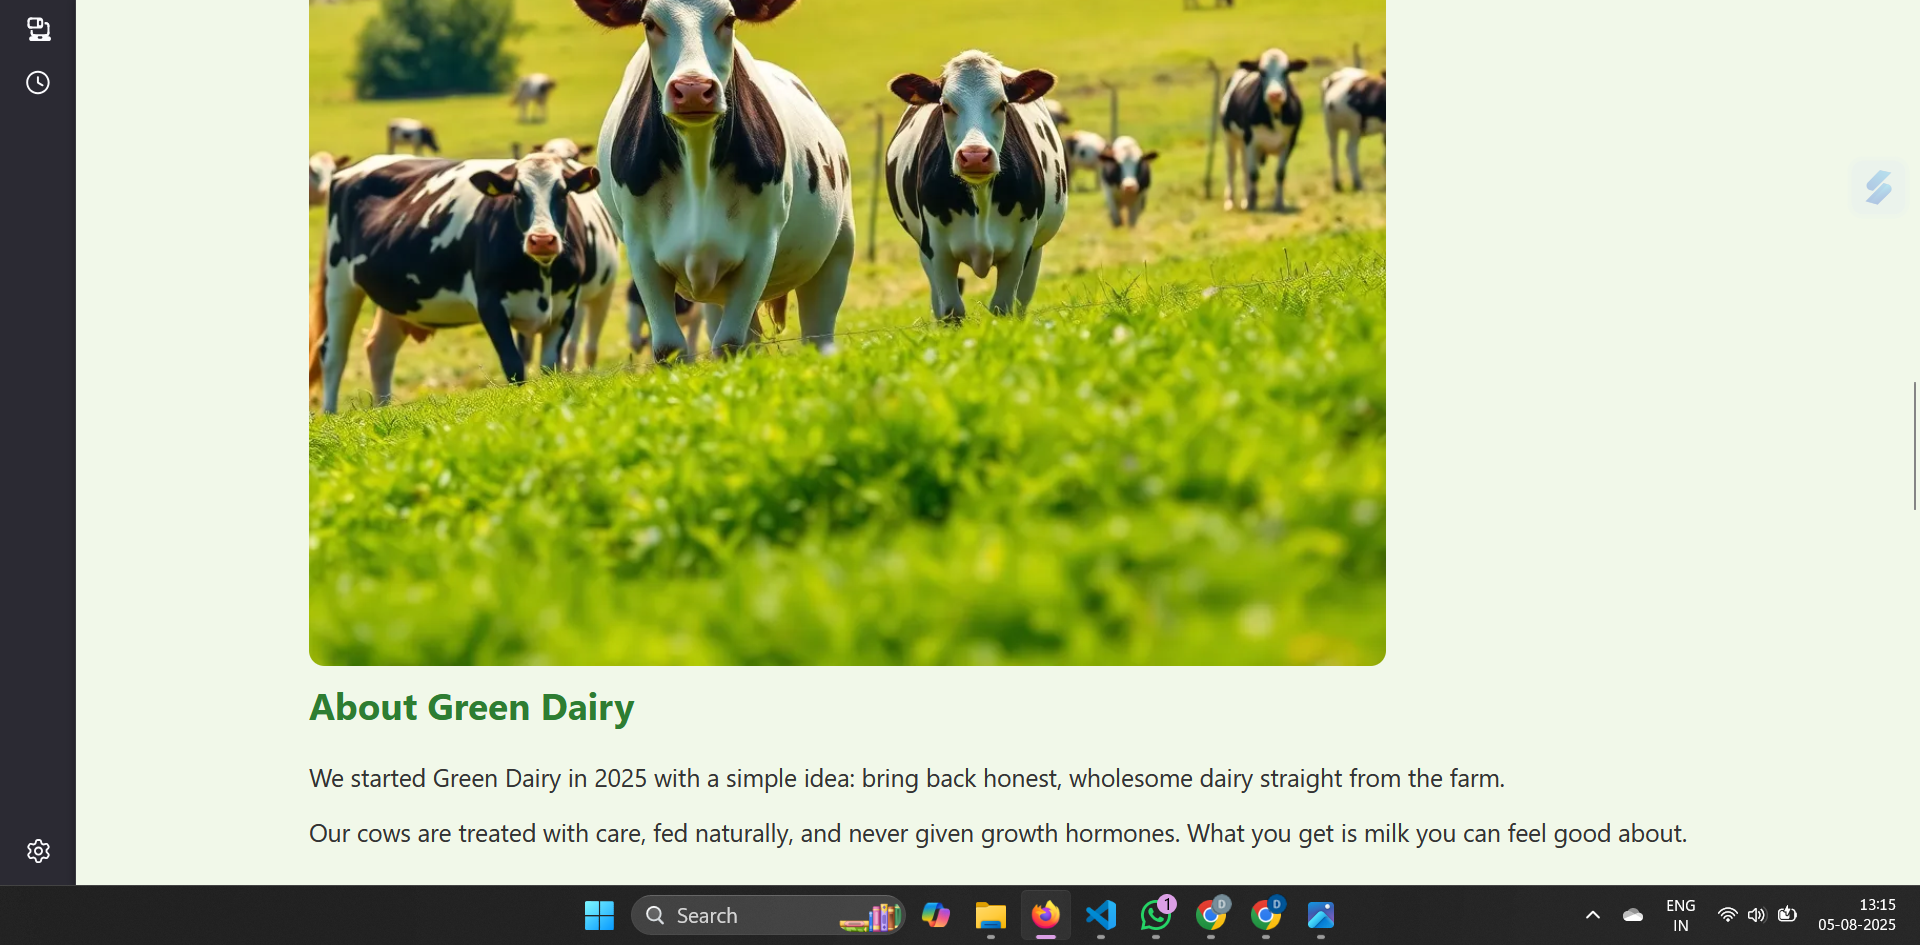 About Green Dairy
We started Green Dairy in 2025 with a simple idea: bring back honest, wholesome dairy straight from the farm.
Our cows are treated with care, fed naturally, and never given growth hormones. What you get is milk you can feel good about.
Search
1
D
D
ENG
IN
13:15
05-08-2025